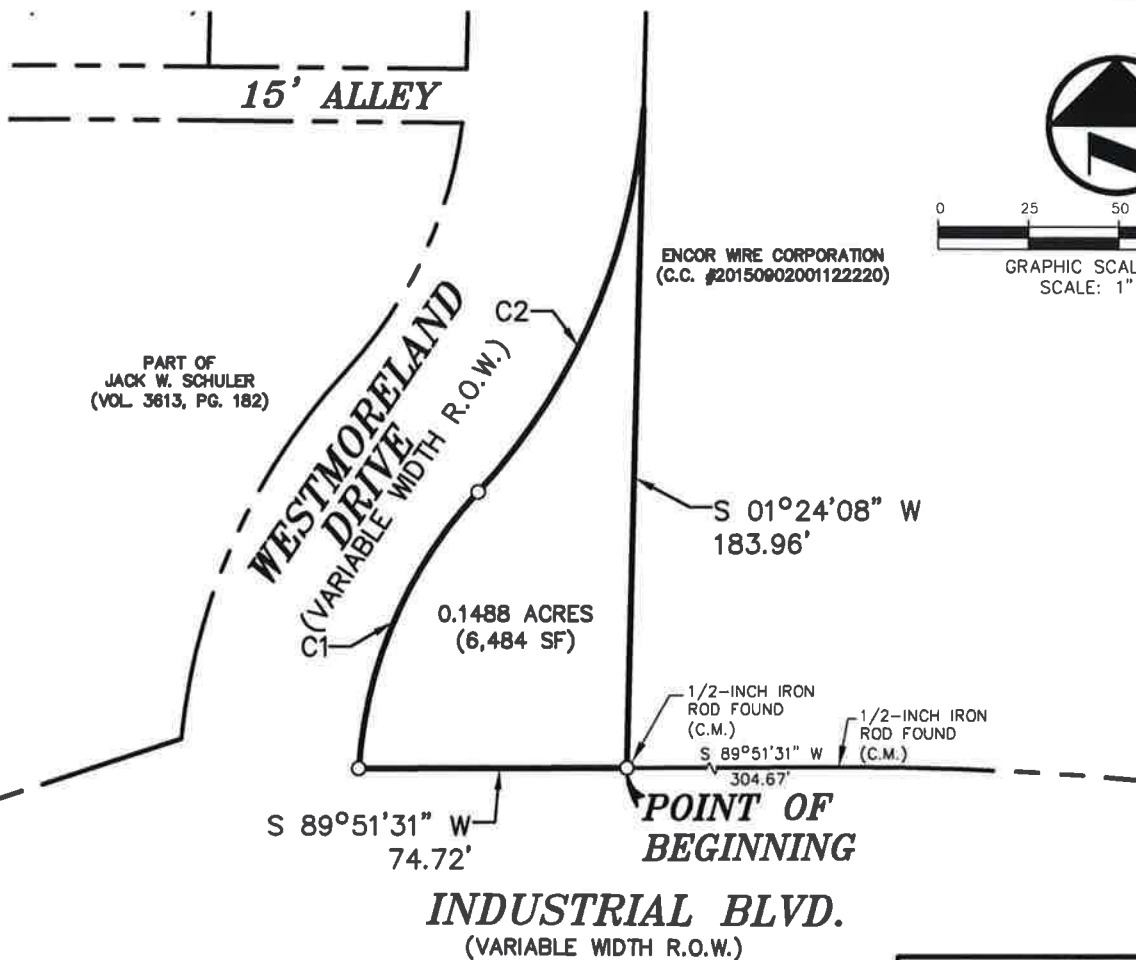 15' ALLEY
0 25 50
GRAPHIC SCAL
SCALE: 1"
ENCOR WIRE CORPORATION
(C.C. #20150902001122220)
C2
PART OF
JACK W. SCHULER
(VOL. 3613, PG. 182)
WESTMORELAND
DRIVE
(VARIABLE WIDTH R.O.W.)
S 01°24'08" W
183.96'
0.1488 ACRES
(6,484 SF)
C1
1/2-INCH IRON
ROD FOUND
(C.M.)
1/2-INCH IRON
ROD FOUND
(C.M.)
S 89°51'31" W
304.67'
POINT OF
BEGINNING
S 89°51'31" W
74.72'
INDUSTRIAL BLVD.
(VARIABLE WIDTH R.O.W.)